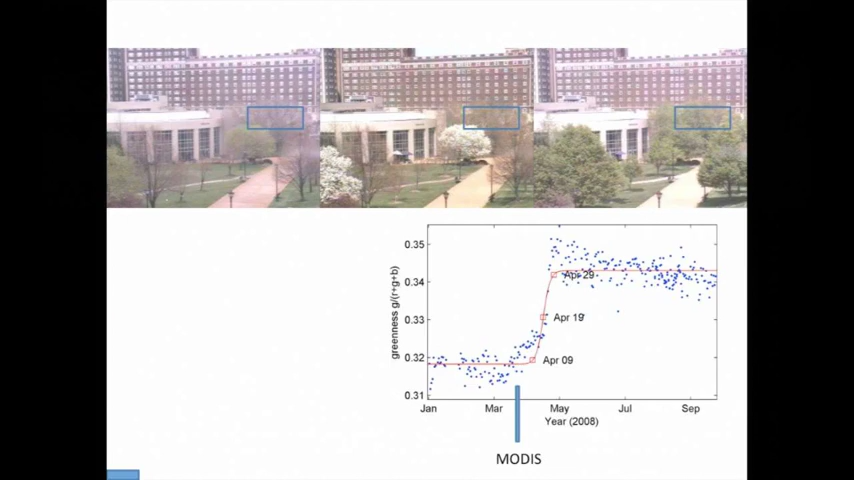 0.35
0.34
0.33
0.32
0.31
greenness g/(r+g+b)
Apr 29
Apr 19
Apr 09
Jan Mar May Jul Sep
Year (2008)
MODIS